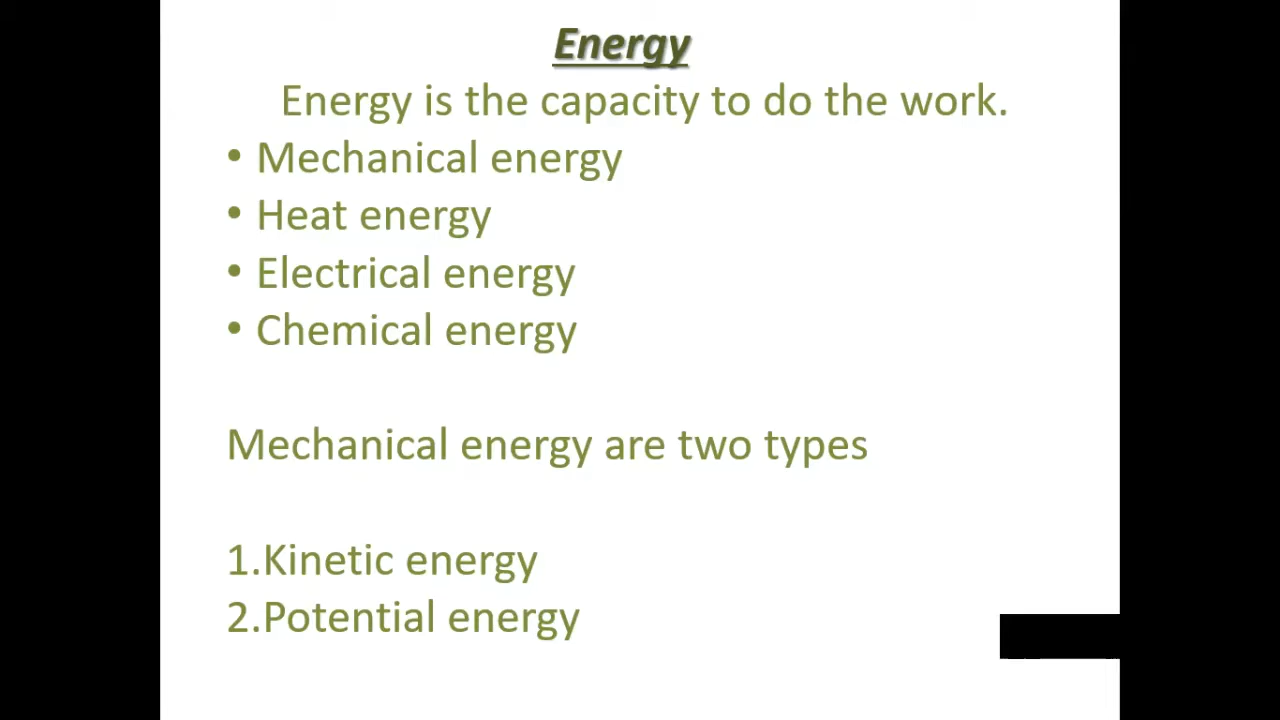 Energy
Energy is the capacity to do the work.
• Mechanical energy
• Heat energy
• Electrical energy
• Chemical energy
Mechanical energy are two types
1.Kinetic energy
2.Potential energy